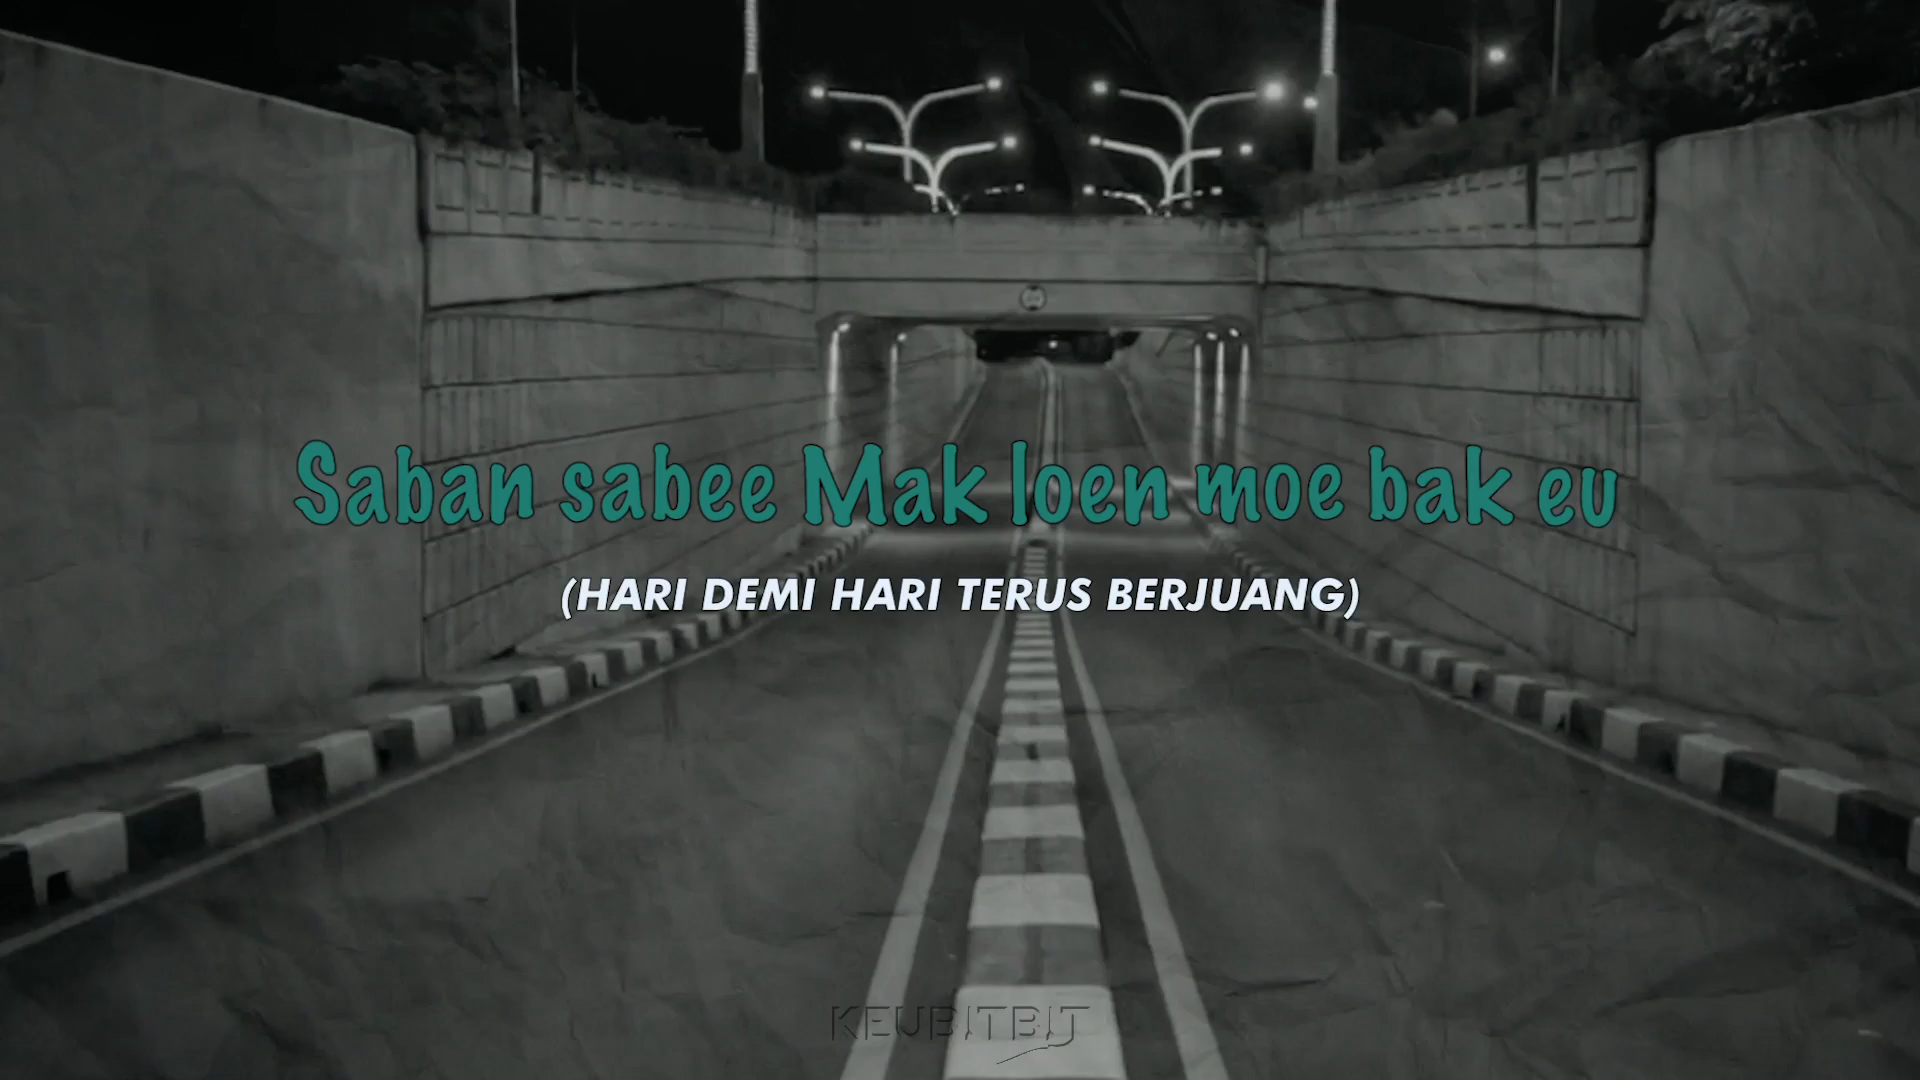 Saban sabee Mak loen moe bak eu
(HARI DEMI HARI TERUS BERJUANG)
KEUBITBIT